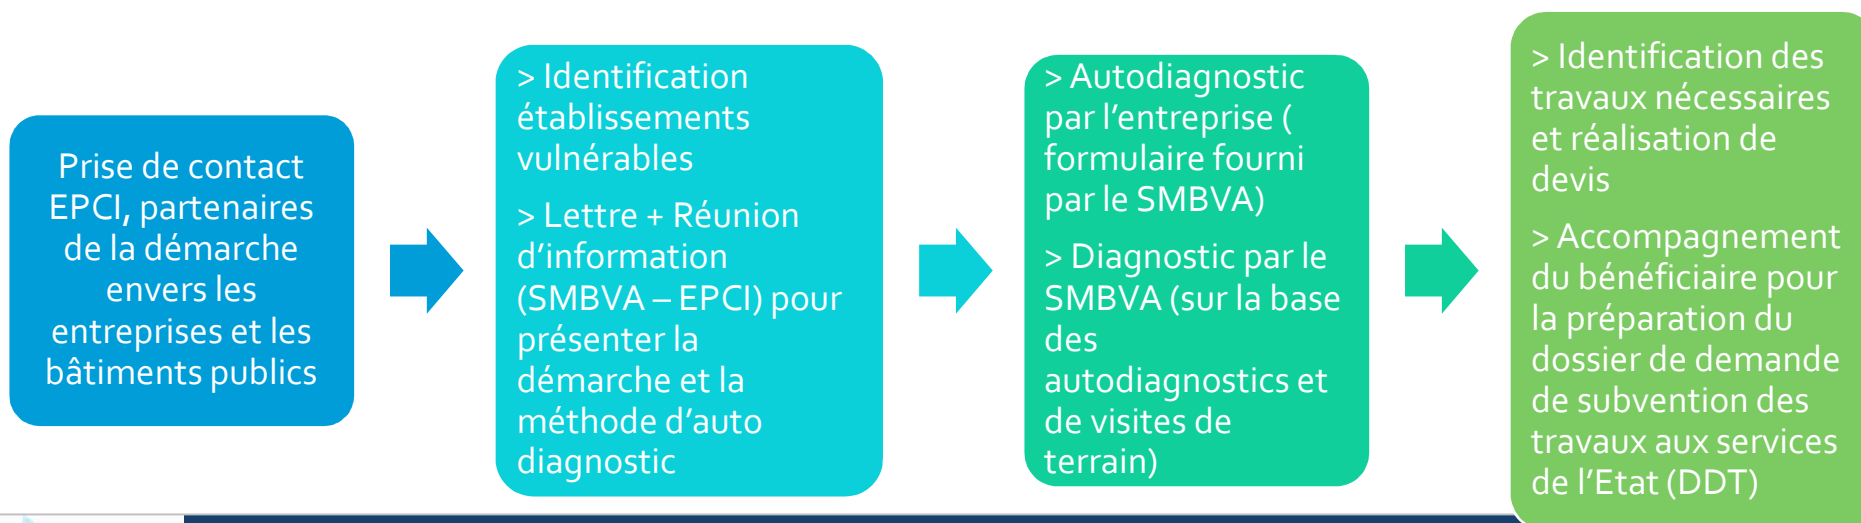 Prise de contact
EPCI, partenaires
de la démarche
envers les
entreprises et les
bâtiments publics
> Identification
établissements
vulnérables
> Lettre + Réunion
d’information
(SMBVA – EPCI) pour
présenter la
démarche et la
méthode d’auto
diagnostic
> Autodiagnostic
par l’entreprise (
formulaire fourni
par le SMBVA)
> Diagnostic par le
SMBVA (sur la base
des
autodiagnostics et
de visites de
terrain)
> Identification des
travaux nécessaires
et réalisation de
devis
> Accompagnement
du bénéficiaire pour
la préparation du
dossier de demande
de subvention des
travaux aux services
de l’Etat (DDT)